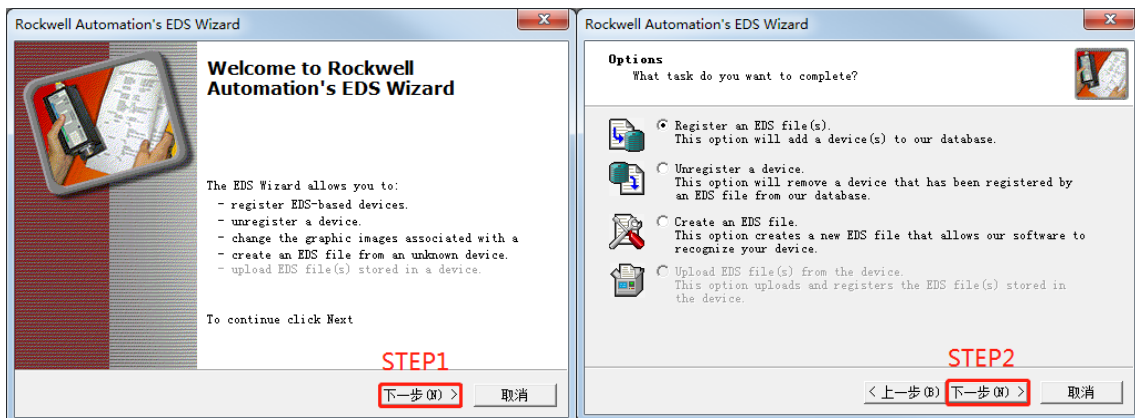 Rockwell Automation's EDS Wizard
Welcome to Rockwell
Automation's EDS Wizard
The EDS Wizard allows you to:
- register EDS-based devices.
- unregister a device.
- change the graphic images associated with a
- create an EDS file from an unknown device.
- upload EDS file(s) stored in a device.
To continue click Next
STEP1
下一步(N) >
取消
Rockwell Automation's EDS Wizard
Options
What task do you want to complete?
Register an EDS file(s).
This option will add a device(s) to our database.
Unregister a device.
This option will remove a device that has been registered by
an EDS file from our database.
Create an EDS file.
This option creates a new EDS file that allows our software to
recognize your device.
Upload EDS file(s) from the device.
This option uploads and registers the EDS file(s) stored in
the device.
STEP2
< 上一步(B)
下一步(N) >
取消